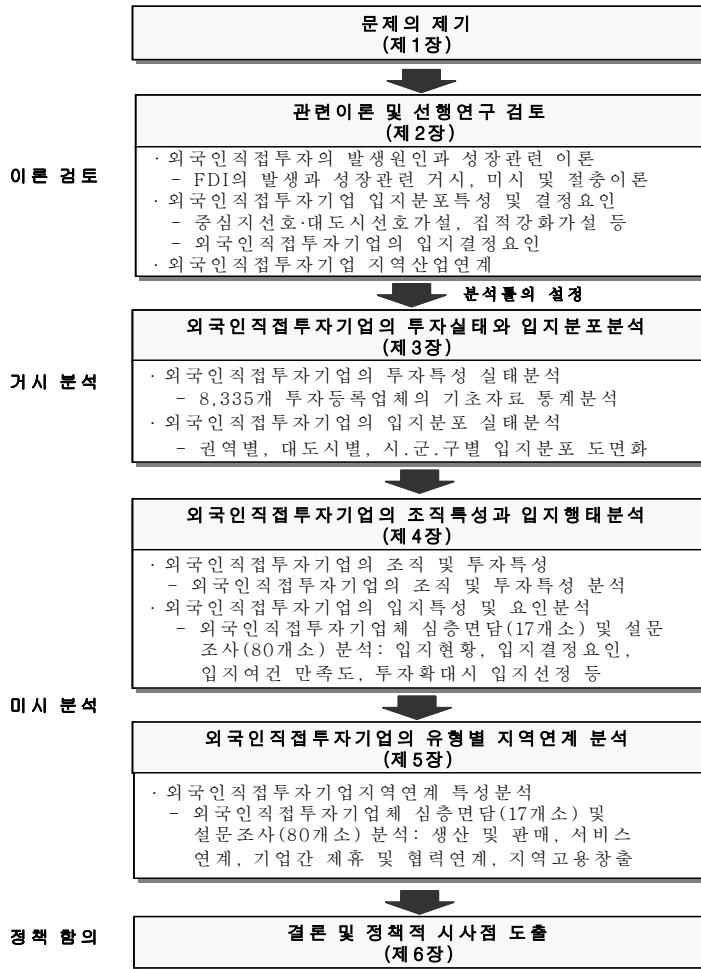 문제의 제기
(제1장)
관련이론 및 선행연구 검토
(제2장)
이론 검토
· 외국인직접투자의 발생원인과 성장관련 이론
- FDI의 발생과 성장관련 거시, 미시 및 절충이론
· 외국인직접투자기업 입지분포특성 및 결정요인
- 중심지선호·대도시선호가설, 집적강화가설 등
- 외국인직접투자기업의 입지결정요인
· 외국인직접투자기업 지역산업연계
분석틀의 설정
외국인직접투자기업의 투자실태와 입지분포분석
(제3장)
거시 분석
· 외국인직접투자기업의 투자특성 실태분석
- 8,335개 투자등록업체의 기초자료 통계분석
· 외국인직접투자기업의 입지분포 실태분석
- 권역별, 대도시별, 시.군.구별 입지분포 도면화
외국인직접투자기업의 조직특성과 입지행태분석
(제4장)
· 외국인직접투자기업의 조직 및 투자특성
- 외국인직접투자기업의 조직 및 투자특성 분석
· 외국인직접투자기업의 입지특성 및 요인분석
- 외국인직접투자기업체 심층면담(17개소) 및 설문
조사(80개소) 분석: 입지현황, 입지결정요인,
입지여건 만족도, 투자확대시 입지선정 등
미시 분석
외국인직접투자기업의 유형별 지역연계 분석
(제5장)
· 외국인직접투자기업지역연계 특성분석
- 외국인직접투자기업체 심층면담(17개소) 및
설문조사(80개소) 분석: 생산 및 판매, 서비스
연계, 기업간 제휴 및 협력연계, 지역고용창출
정책 함의
결론 및 정책적 시사점 도출
(제6장)